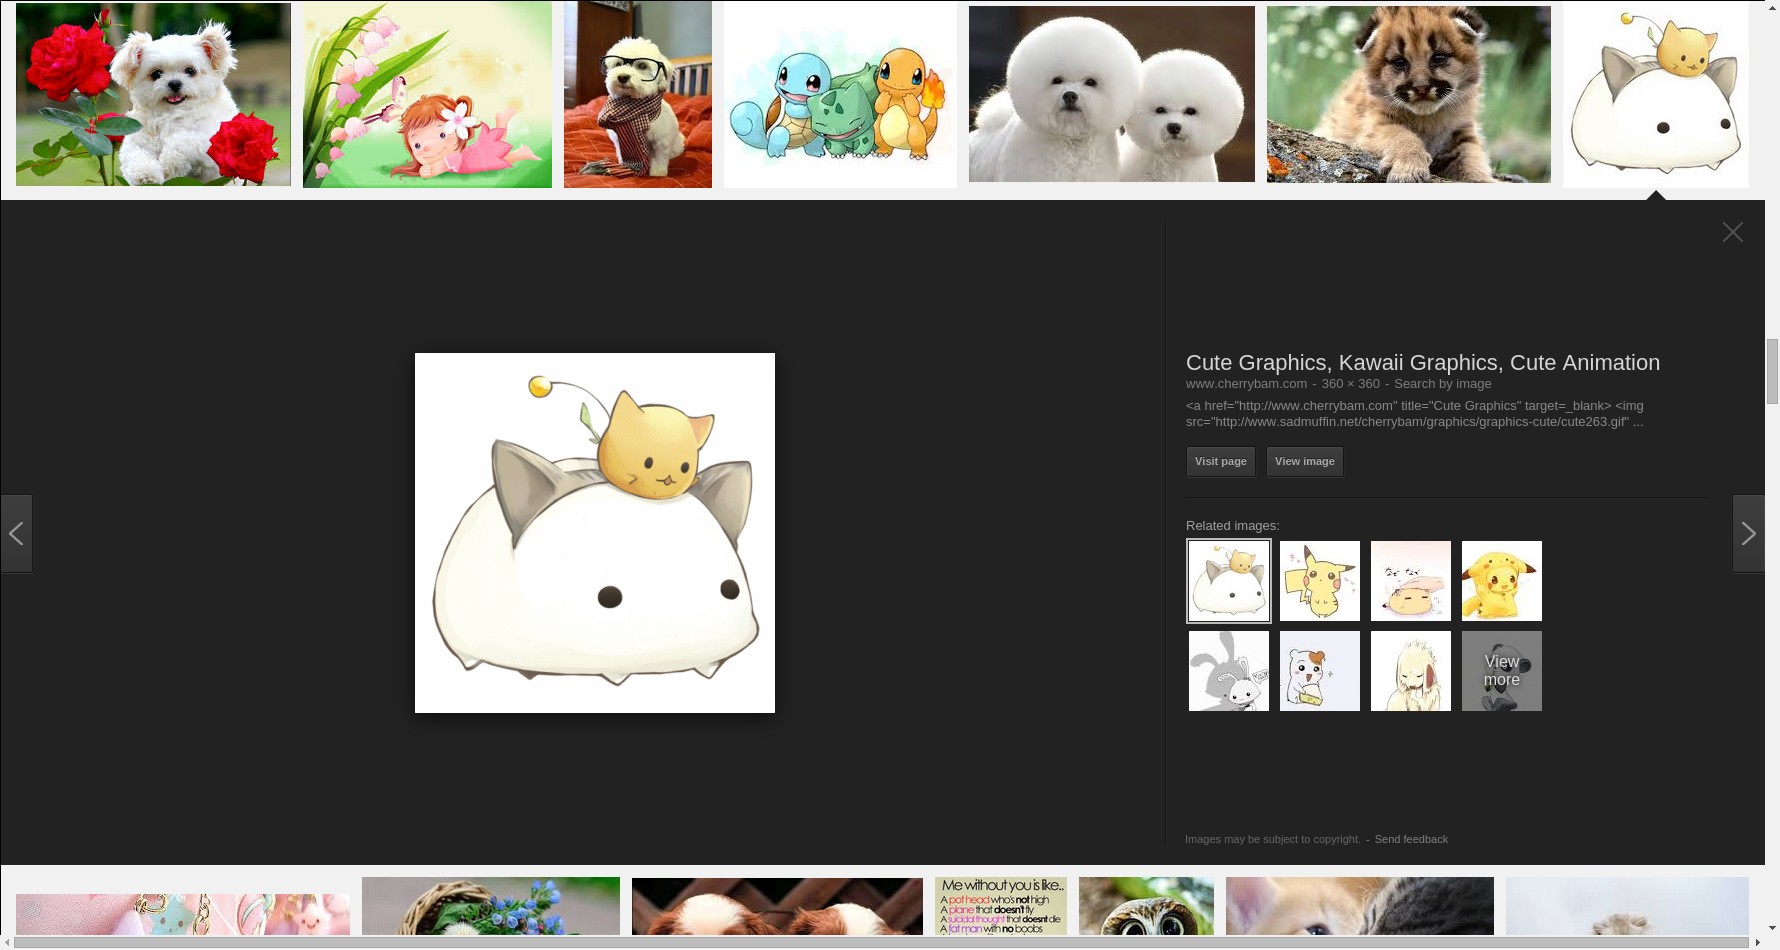 Cute Graphics, Kawaii Graphics, Cute Animation
www.cherrybam.com - 360 × 360 - Search by image
<a href="http://www.cherrybam.com" title="Cute Graphics" target=_blank> <img
src="http://www.sadmuffin.net/cherrybam/graphics/graphics-cute/cute263.gif" ...
Visit page View image
Related images:
View
more
Images may be subject to copyright. - Send feedback
Me without you is like..
A pot head who's not high
A plane that doesn't fly
A suicidal thought that doesnt die
A fat man with no boobs